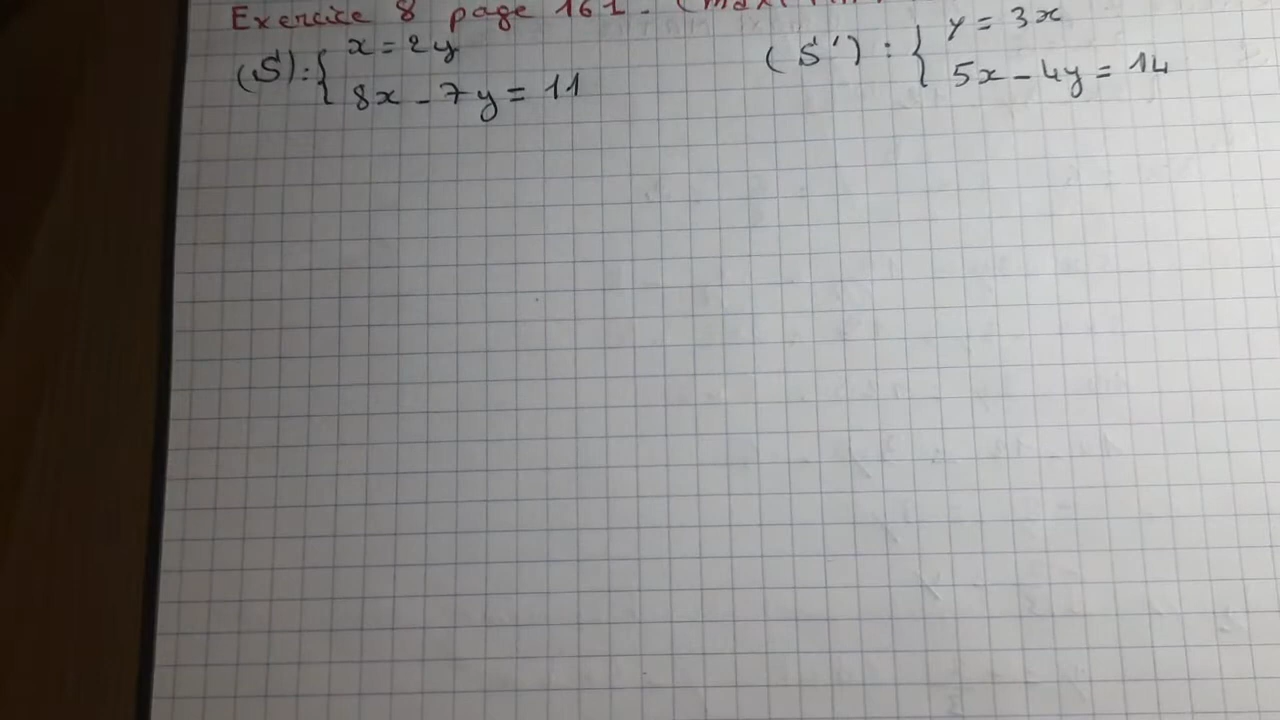 Exercice 8 page 161.
(S): { x = 2y
8x - 7y = 11
(S'): { y = 3x
5x - 4y = 14